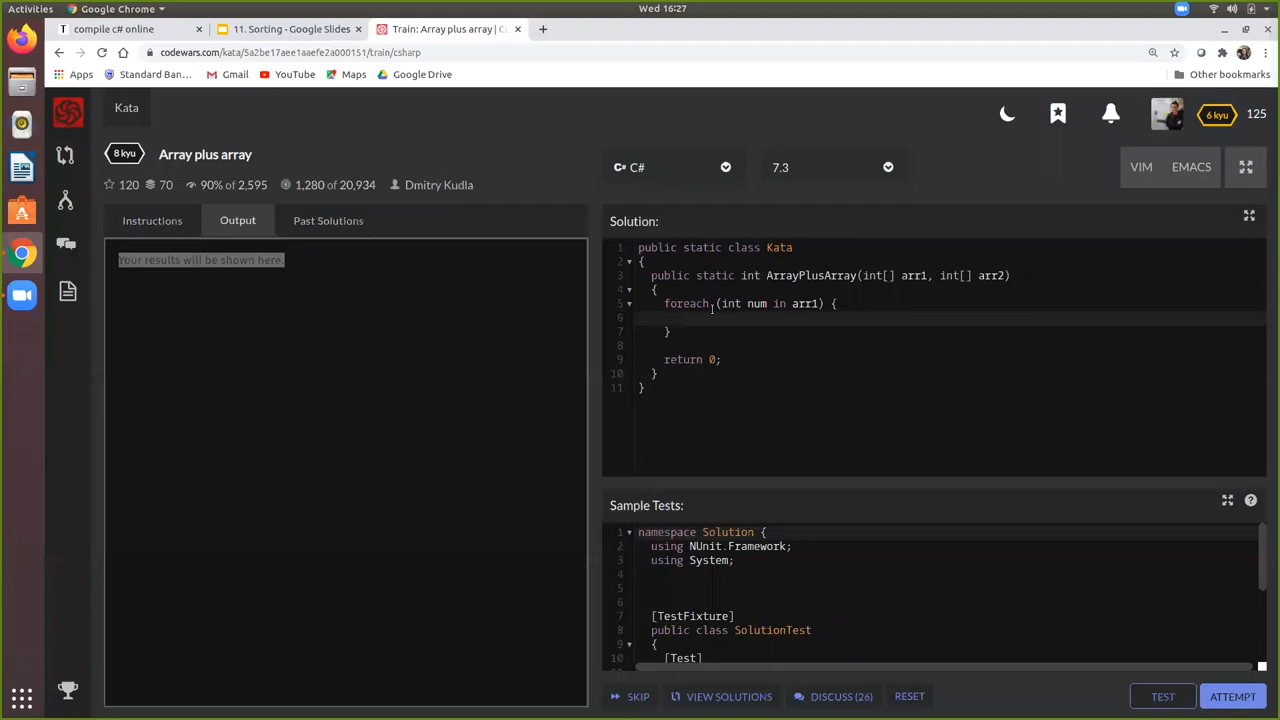 Activities
Google Chrome
Wed 16:27
T compile c# online
11. Sorting - Google Slides
Train: Array plus array | C
codewars.com/kata/5a2be17aee1aaefe2a000151/train/csharp
Apps
Standard Ban...
Gmail
YouTube
Maps
Google Drive
Other bookmarks
Kata
6 kyu
125
8 kyu
Array plus array
120
70
90% of 2,595
1,280 of 20,934
Dmitry Kudla
C# C#
7.3
VIM
EMACS
Instructions
Output
Past Solutions
Your results will be shown here.
Solution:
1 public static class Kata
2 {
3 public static int ArrayPlusArray(int[] arr1, int[] arr2)
4 {
5 foreach (int num in arr1) {
6
7 }
8
9 return 0;
10 }
11 }
Sample Tests:
1 namespace Solution {
2 using NUnit.Framework;
3 using System;
4
5
6
7 [TestFixture]
8 public class SolutionTest
9 {
10 [Test]
SKIP
VIEW SOLUTIONS
DISCUSS (26)
RESET
TEST
ATTEMPT